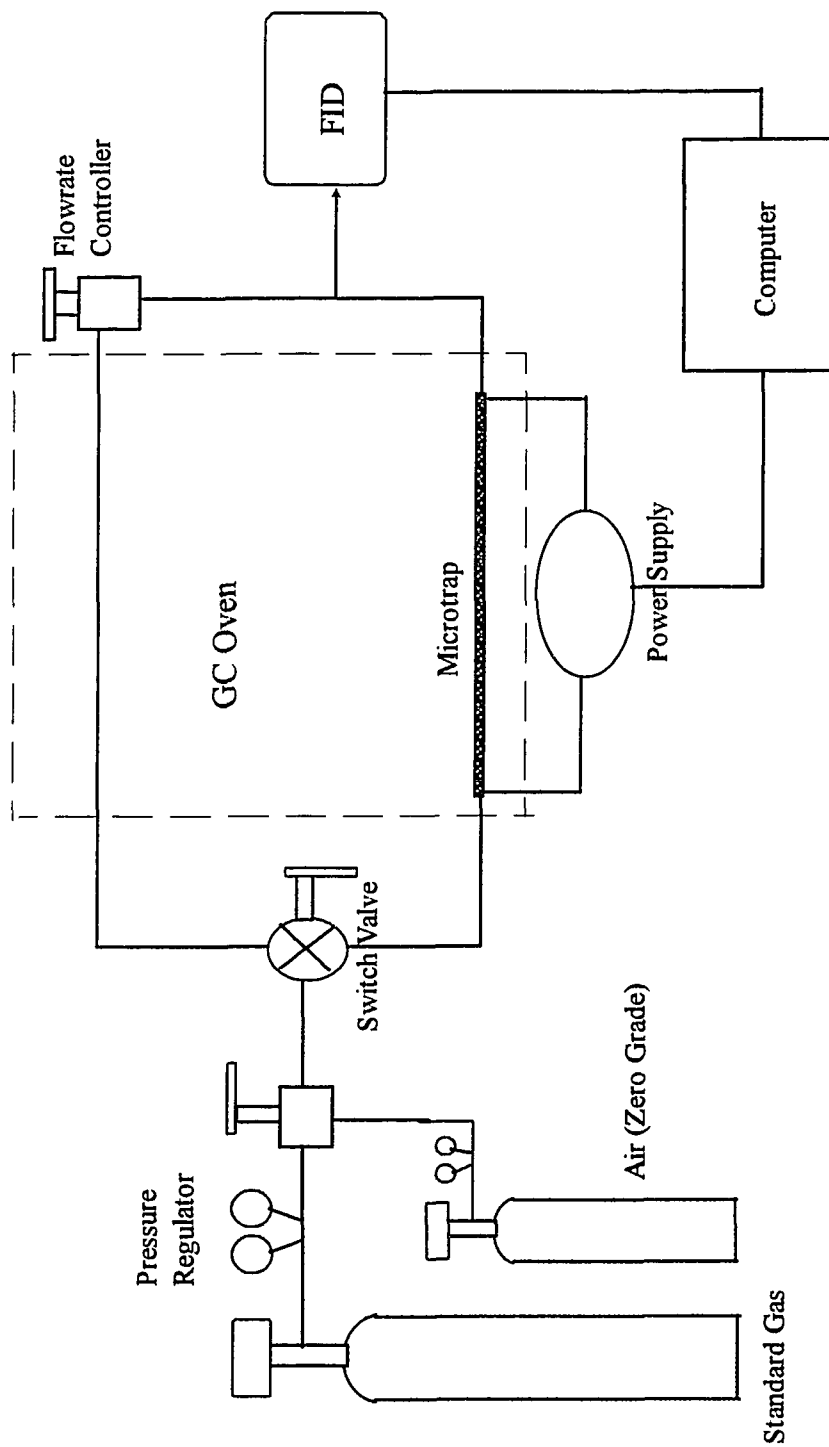 Pressure
Regulator
Standard Gas
Air (Zero Grade)
Switch Valve
GC Oven
Microtrap
Power Supply
Flowrate
Controller
FID
Computer